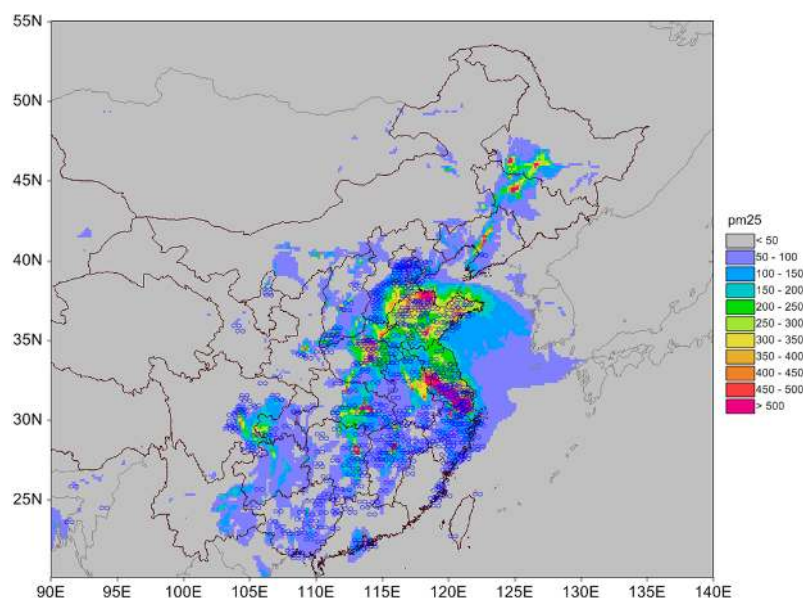 55N
50N
45N
40N
35N
30N
25N
90E 95E 100E 105E 110E 115E 120E 125E 130E 135E 140E
pm25
< 50
50 - 100
100 - 150
150 - 200
200 - 250
250 - 300
300 - 350
350 - 400
400 - 450
450 - 500
> 500